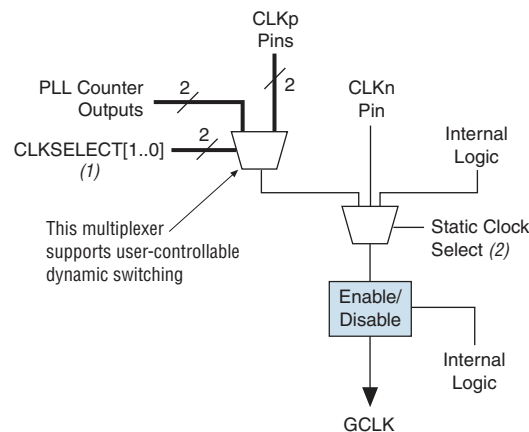 CLKp
Pins
2
PLL Counter
Outputs
2
CLKn
Pin
CLKSELECT[1..0]
(1)
2
Internal
Logic
This multiplexer
supports user-controllable
dynamic switching
Static Clock
Select (2)
Enable/
Disable
Internal
Logic
GCLK